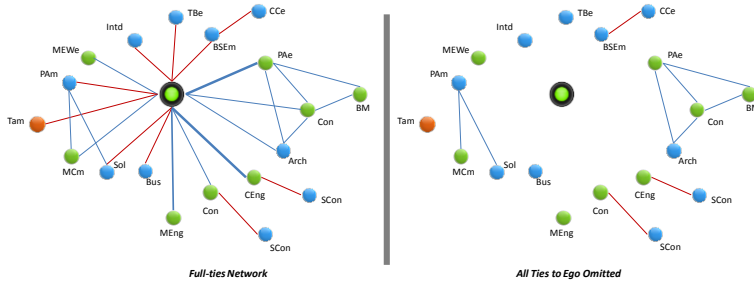 TBe
CCe
Intd
BSEm
MEWe
PAe
PAm
BM
Con
Tam
Arch
MCm
Sol
Bus
CEng
SCon
Con
MEng
SCon
Full-ties Network
TBe
CCe
Intd
BSEm
MEWe
PAe
PAm
BM
Con
Tam
Arch
MCm
Sol
Bus
CEng
SCon
Con
MEng
SCon
All Ties to Ego Omitted